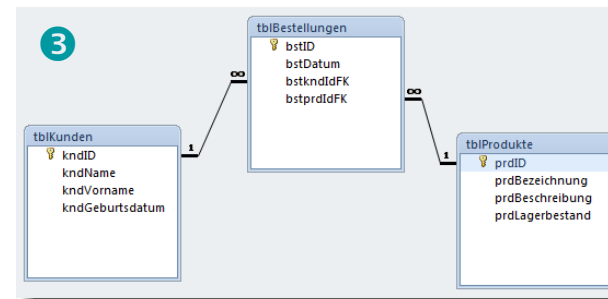 3
tblBestellungen
bstID
bstDatum
bstkndIdFK
bstprdIdFK
∞
∞
tblKunden
kndID
kndName
kndVorname
kndGeburtsdatum
1
1
tblProdukte
prdID
prdBezeichnung
prdBeschreibung
prdLagerbestand